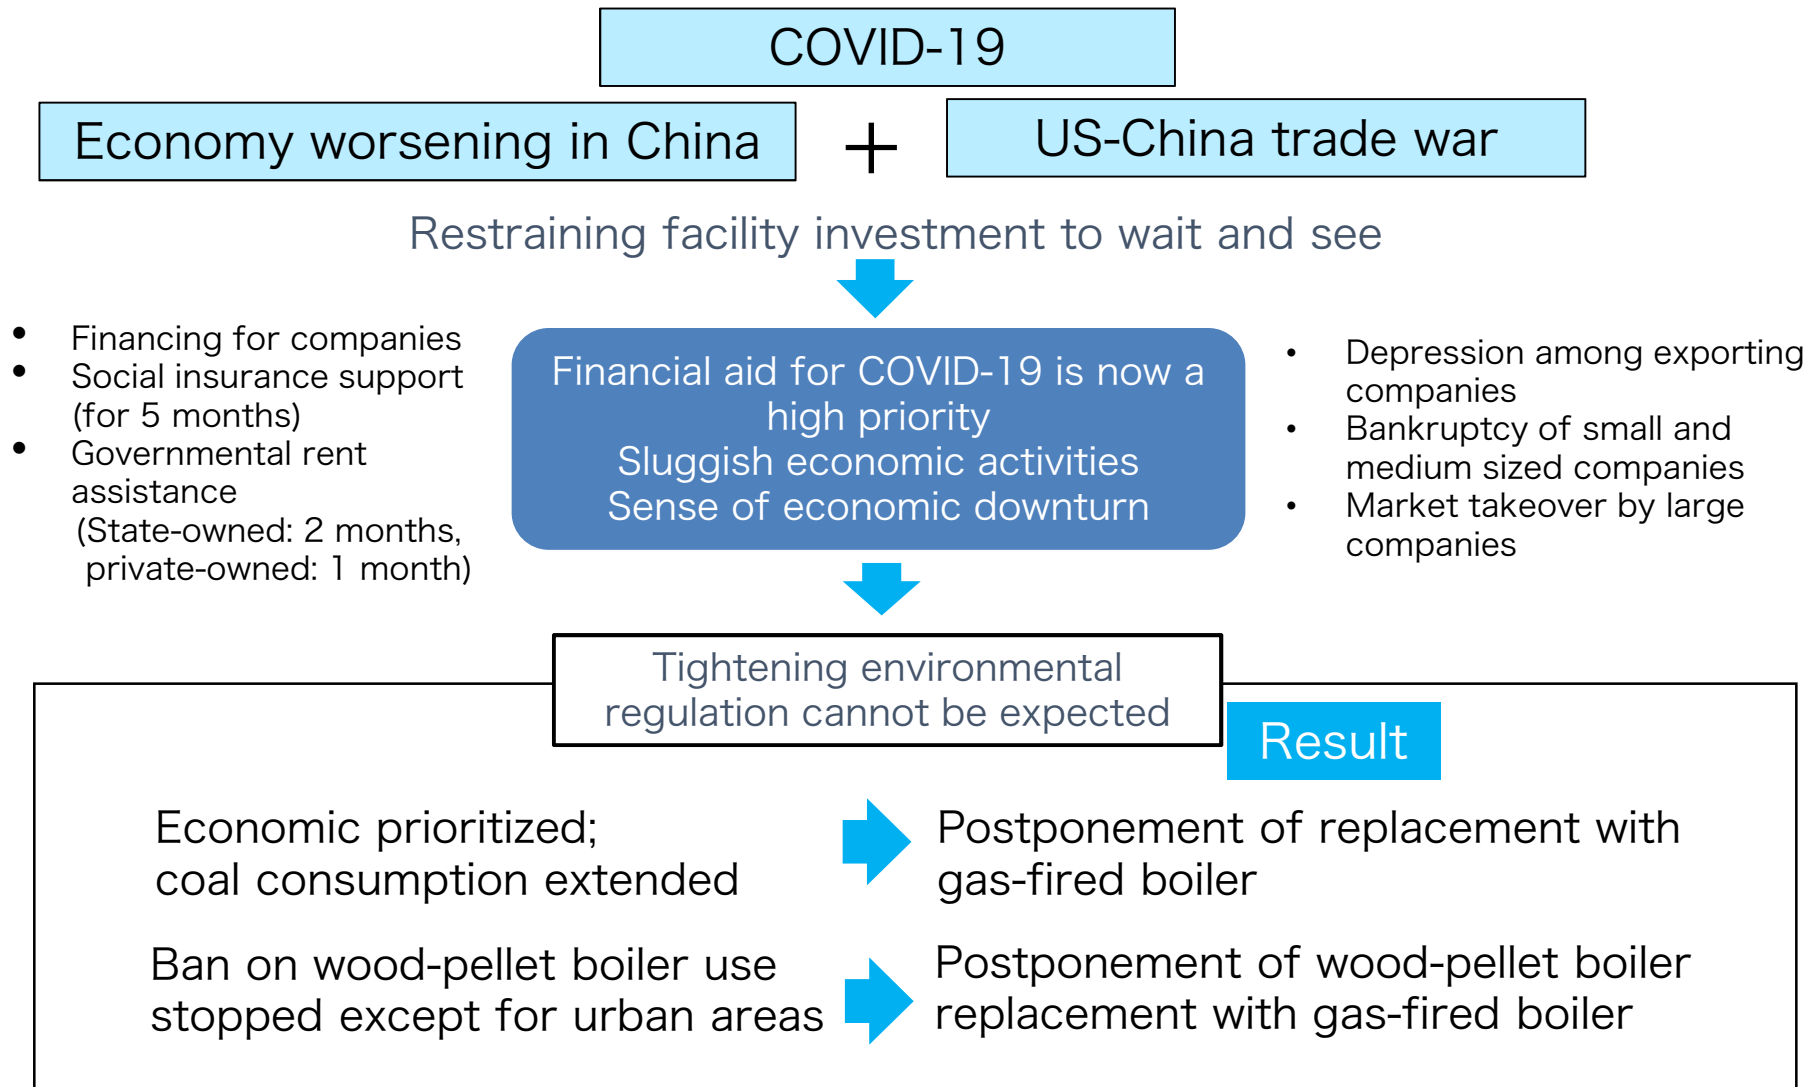 COVID-19
Economy worsening in China
+
US-China trade war
Restraining facility investment to wait and see
• Financing for companies
• Social insurance support
(for 5 months)
• Governmental rent
assistance
(State-owned: 2 months,
private-owned: 1 month)
Financial aid for COVID-19 is now a
high priority
Sluggish economic activities
Sense of economic downturn
• Depression among exporting
companies
• Bankruptcy of small and
medium sized companies
• Market takeover by large
companies
Tightening environmental
regulation cannot be expected
Result
Economic prioritized;
coal consumption extended
Postponement of replacement with
gas-fired boiler
Ban on wood-pellet boiler use
stopped except for urban areas
Postponement of wood-pellet boiler
replacement with gas-fired boiler